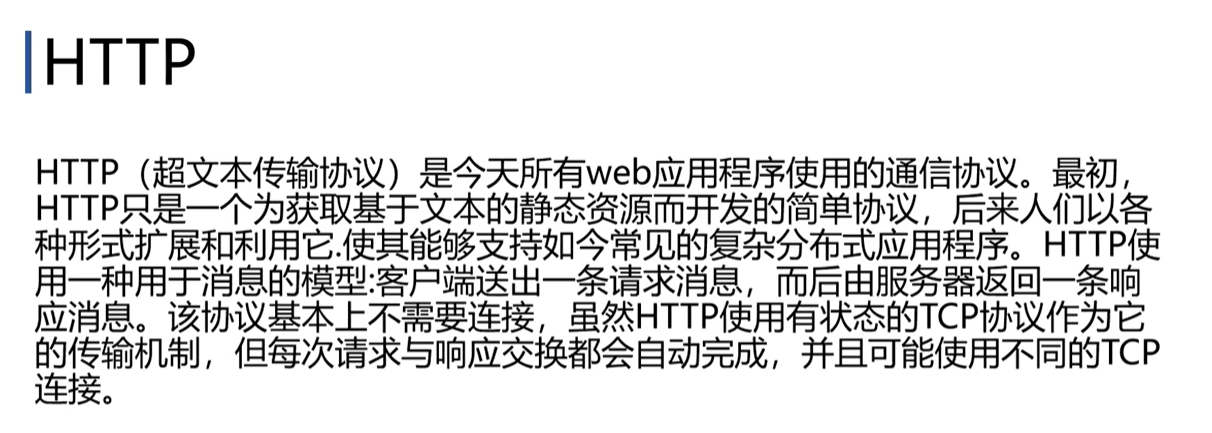 HTTP
HTTP（超文本传输协议）是今天所有web应用程序使用的通信协议。最初，
HTTP只是一个为获取基于文本的静态资源而开发的简单协议，后来人们以各
种形式扩展和利用它.使其能够支持如今常见的复杂分布式应用程序。HTTP使
用一种用于消息的模型:客户端送出一条请求消息，而后由服务器返回一条响
应消息。该协议基本上不需要连接，虽然HTTP使用有状态的TCP协议作为它
的传输机制，但每次请求与响应交换都会自动完成，并且可能使用不同的TCP
连接。